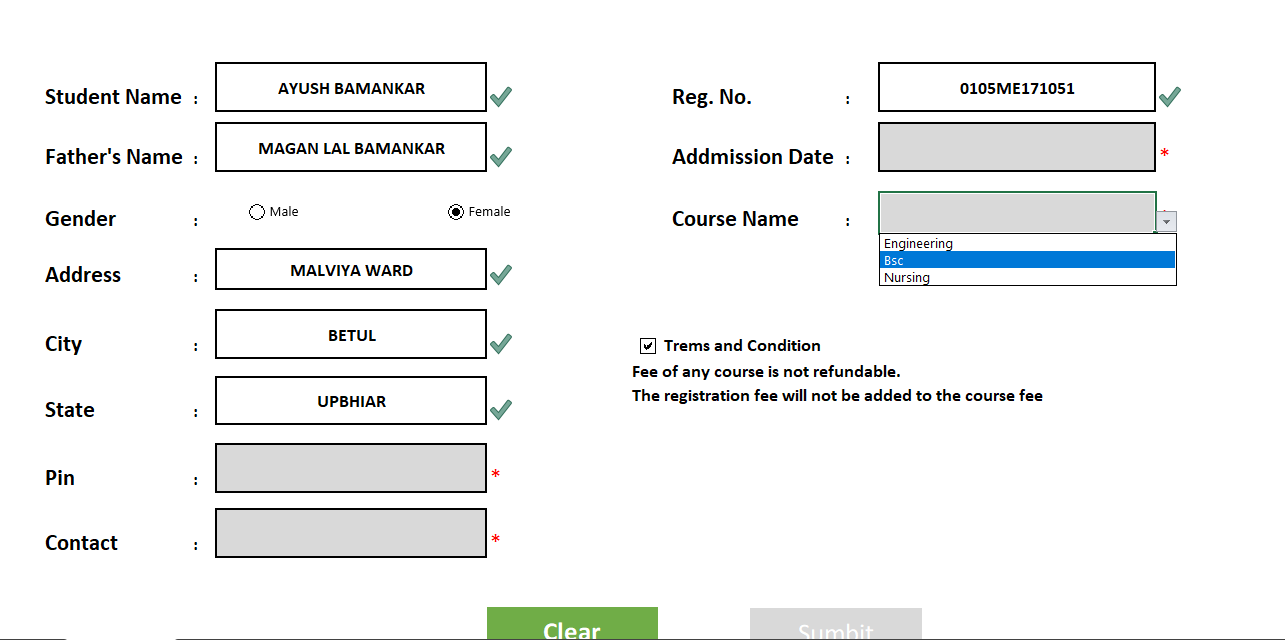 Student Name : AYUSH BAMANKAR
Father's Name : MAGAN LAL BAMANKAR
Gender : Male Female
Address : MALVIYA WARD
City : BETUL
State : UPBHIAR
Pin : *
Contact : *
Reg. No. : 0105ME171051
Addmission Date : *
Course Name :
Engineering
Bsc
Nursing
Trems and Condition
Fee of any course is not refundable.
The registration fee will not be added to the course fee
Clear
Sumbit